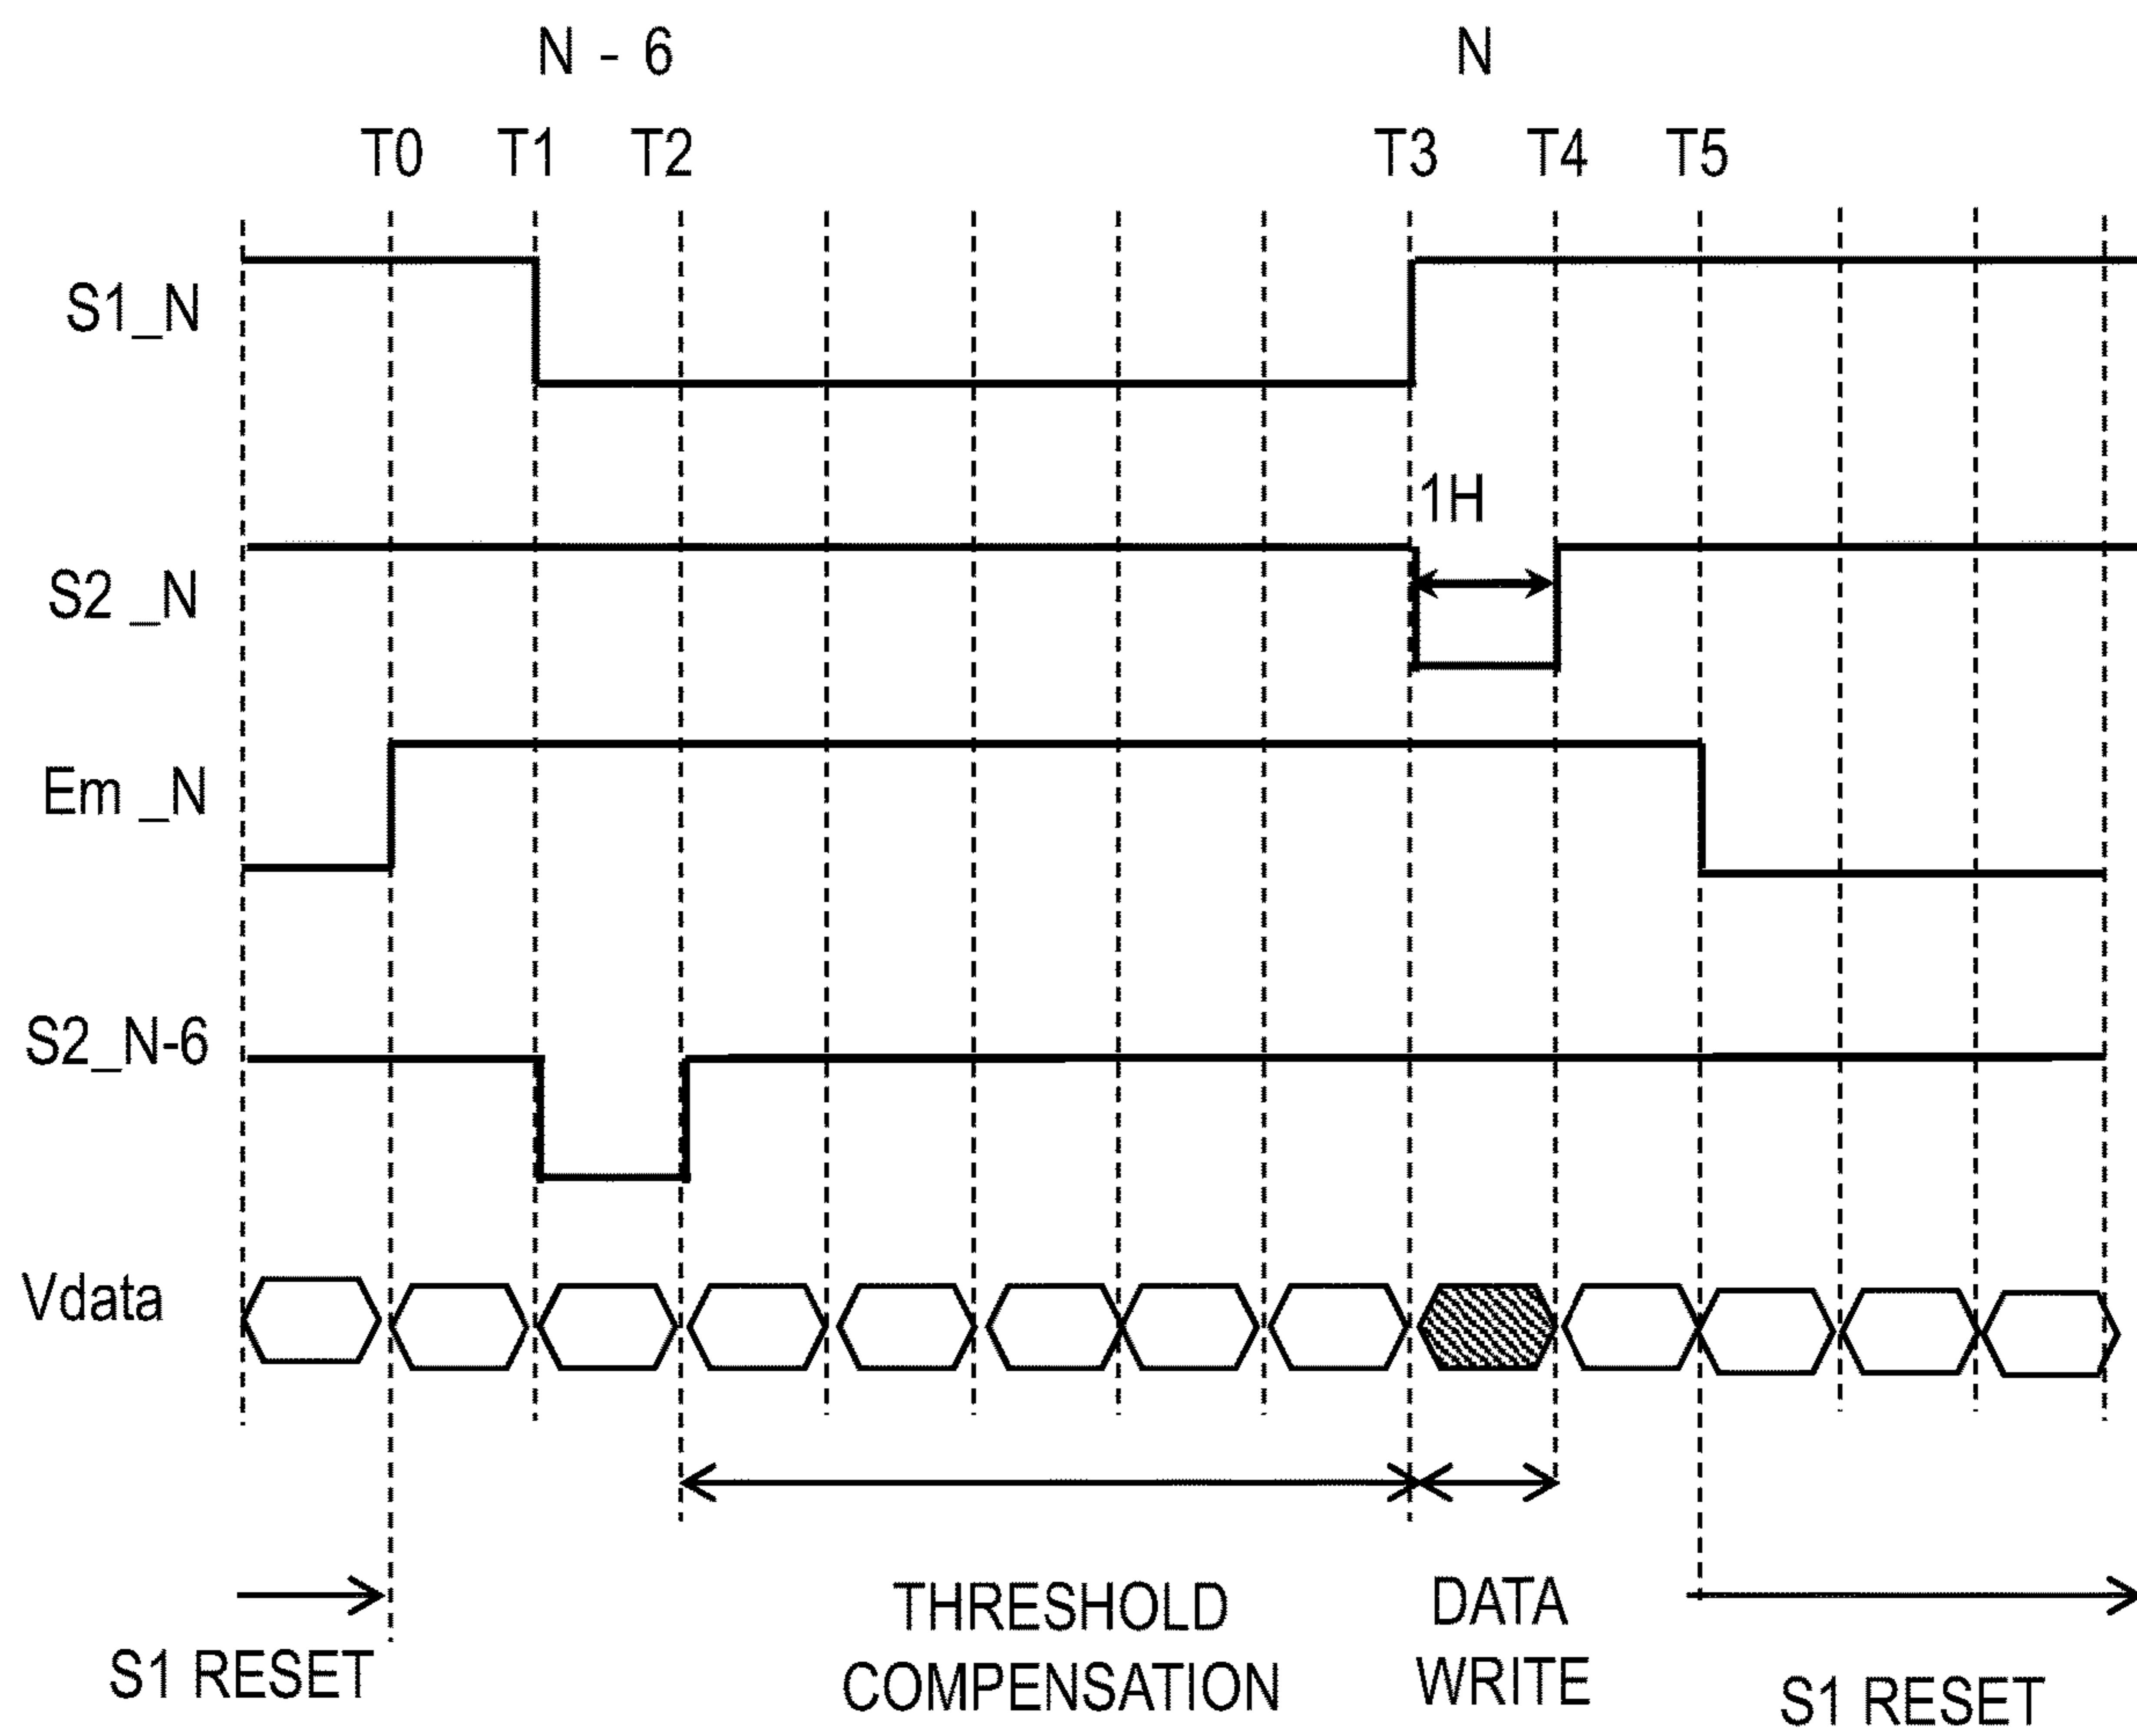 N - 6 N
T0 T1 T2 T3 T4 T5
S1_N
1H
S2 _N
Em _N
S2_N-6
Vdata
THRESHOLD
COMPENSATION
DATA
WRITE
S1 RESET
S1 RESET